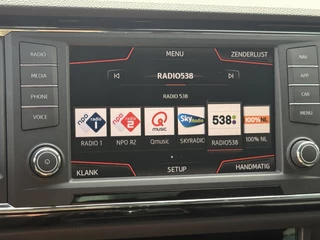 RADIO
MENU
ZENDERLIJST
NAV
RADIO538
MEDIA
APP
RADIO 538
PHONE
CAR
npo 1
npo 2
MUSIC
Sky Radio
538
100% NL
VOICE
MENU
RADIO 1
NPO R2
Qmusic
SKYRADIO
RADIO538
100% NL
KLANK
SETUP
HANDMATIG